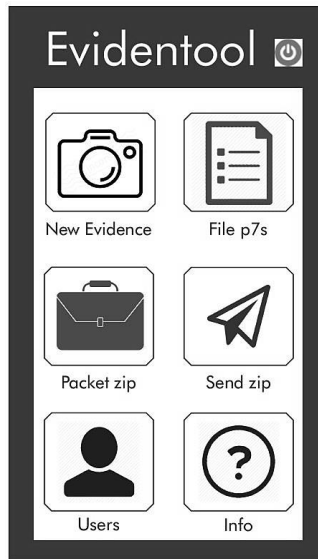 Evidentool
New Evidence File p7s
Packet zip Send zip
? 
Users Info